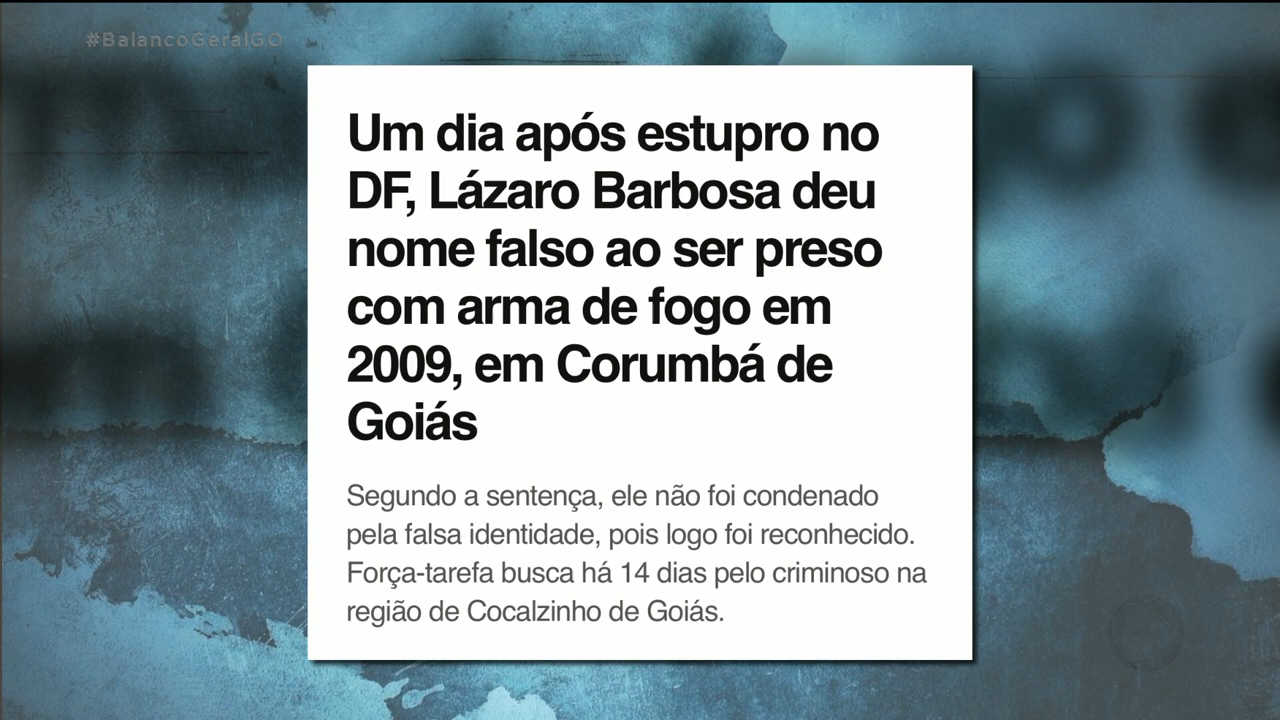 #BalancoGeralGO
Um dia após estupro no
DF, Lázaro Barbosa deu
nome falso ao ser preso
com arma de fogo em
2009, em Corumbá de
Goiás
Segundo a sentença, ele não foi condenado
pela falsa identidade, pois logo foi reconhecido.
Força-tarefa busca há 14 dias pelo criminoso na
região de Cocalzinho de Goiás.